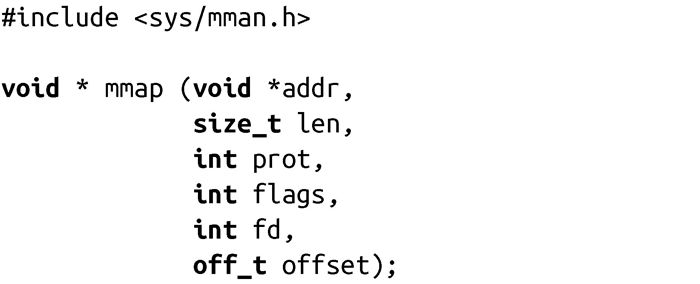 #include <sys/mman.h>
void * mmap (void *addr,
size_t len,
int prot,
int flags,
int fd,
off_t offset);